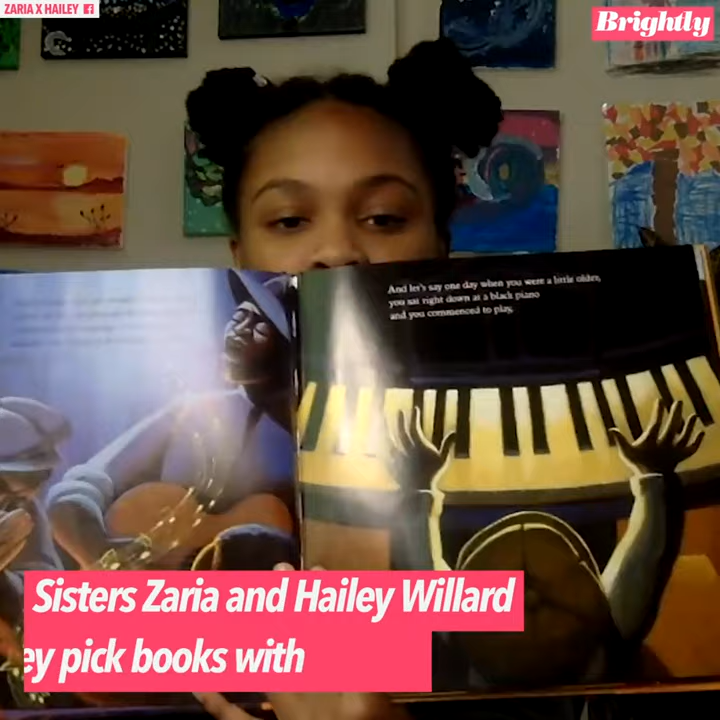 ZARIA X HAILEY
Brightly
And let's say one day when you were a little older,
you sat right down at a black piano
and you commenced to play.
Sisters Zaria and Hailey Willard
ey pick books with